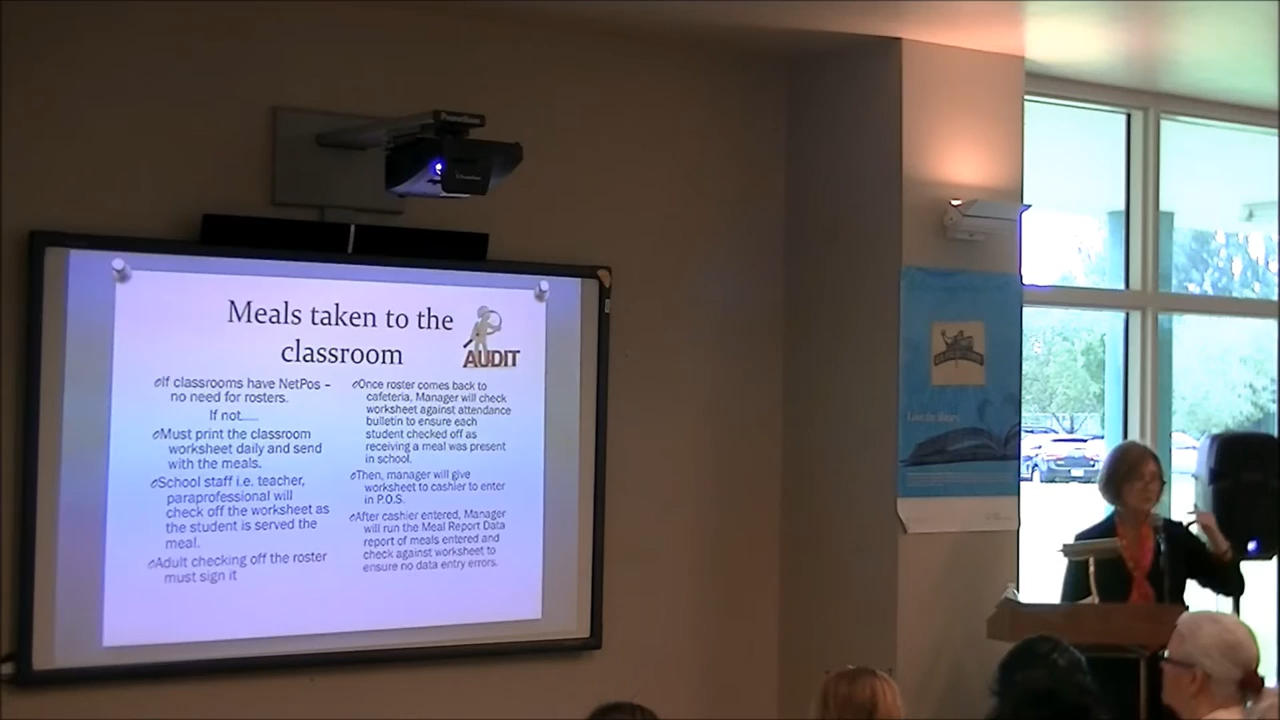 Meals taken to the
classroom
AUDIT
If classrooms have NetPos –
no need for rosters.
If not.....
Must print the classroom
worksheet daily and send
with the meals.
School staff i.e. teacher,
paraprofessional will
check off the worksheet as
the student is served the
meal.
Adult checking off the roster
must sign it
Once roster comes back to
cafeteria, Manager will check
worksheet against attendance
bulletin to ensure each
student checked off as
receiving a meal was present
in school.
Then, manager will give
worksheet to cashier to enter
in P.O.S.
After cashier entered, Manager
will run the Meal Report Data
report of meals entered and
check against worksheet to
ensure no data entry errors.